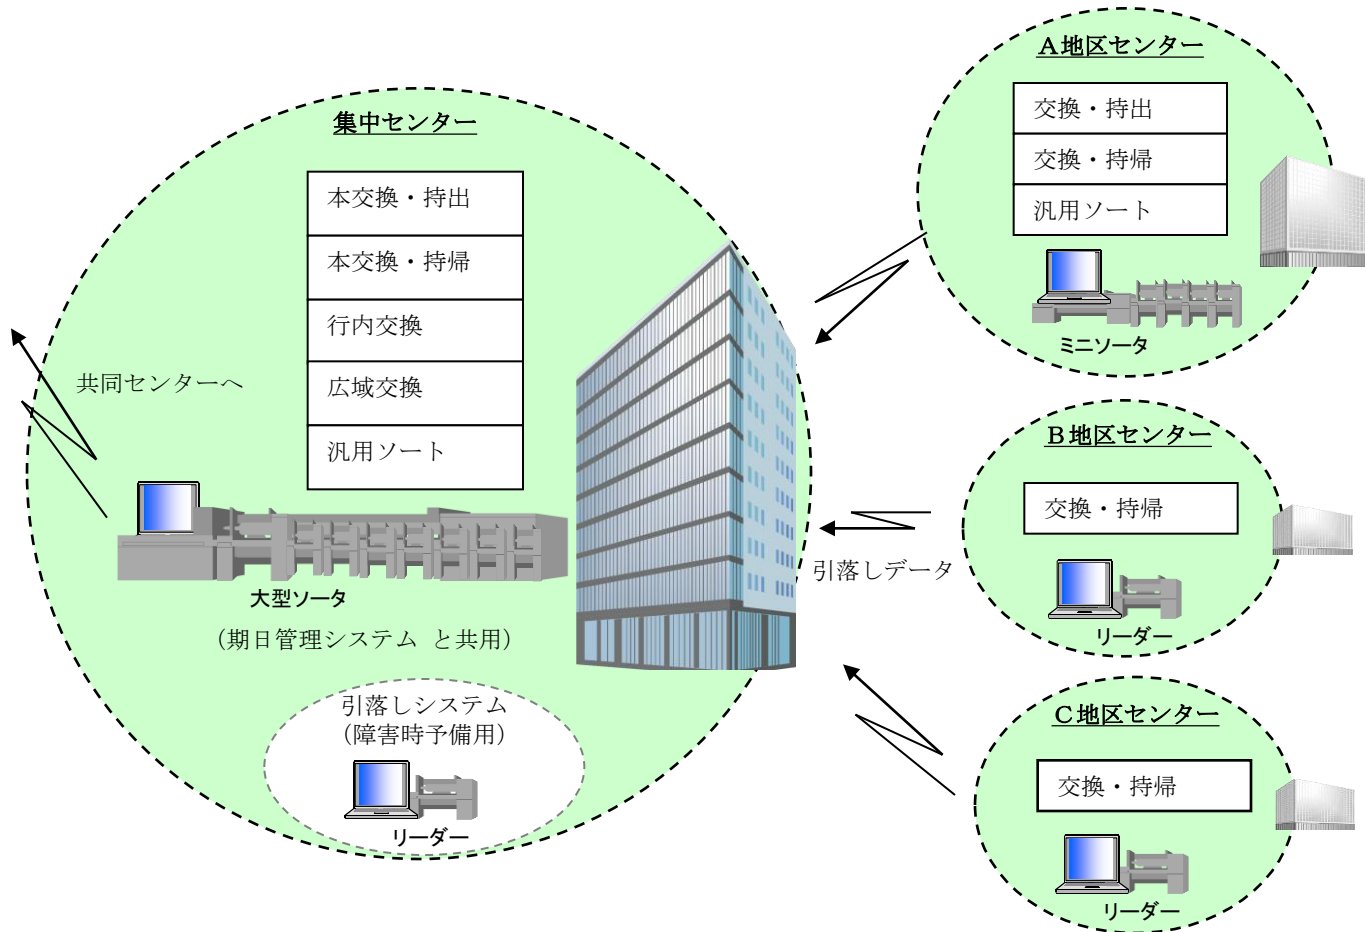 集中センター
本交換・持出
本交換・持帰
行内交換
広域交換
汎用ソート
共同センターへ
大型ソータ
（期日管理システム と共用）
引落しシステム
（障害時予備用）
リーダー
引落しデータ
Ａ地区センター
交換・持出
交換・持帰
汎用ソート
ミニソータ
Ｂ地区センター
交換・持帰
リーダー
Ｃ地区センター
交換・持帰
リーダー